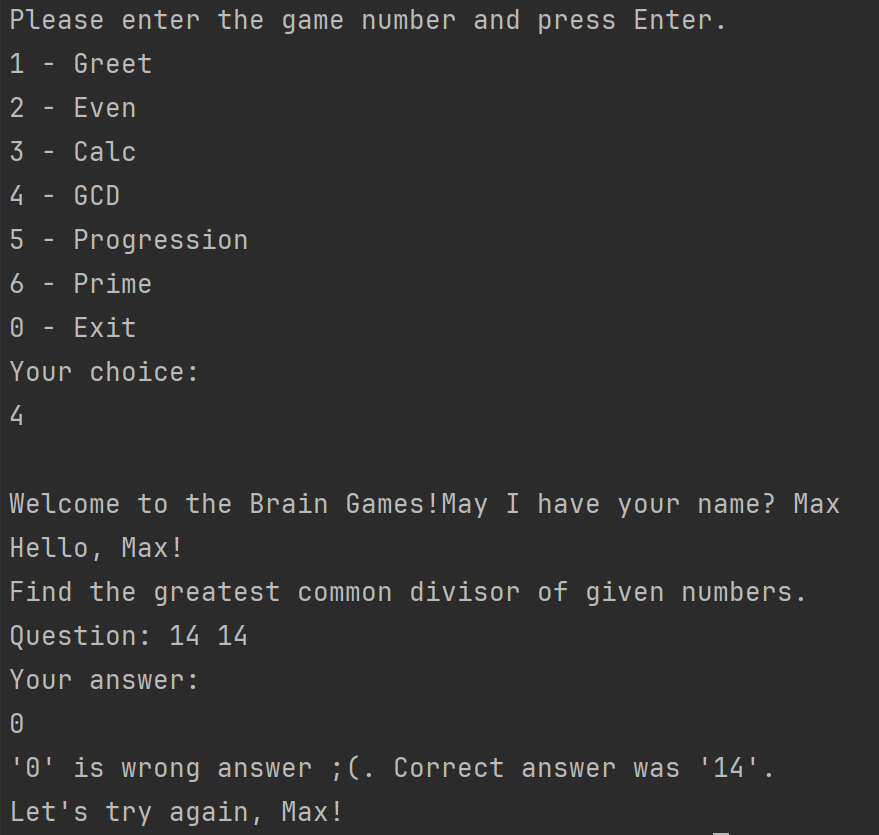 Please enter the game number and press Enter.
1 - Greet
2 - Even
3 - Calc
4 - GCD
5 - Progression
6 - Prime
0 - Exit
Your choice:
4
Welcome to the Brain Games!May I have your name? Max
Hello, Max!
Find the greatest common divisor of given numbers.
Question: 14 14
Your answer:
0
'0' is wrong answer ;(. Correct answer was '14'.
Let's try again, Max!